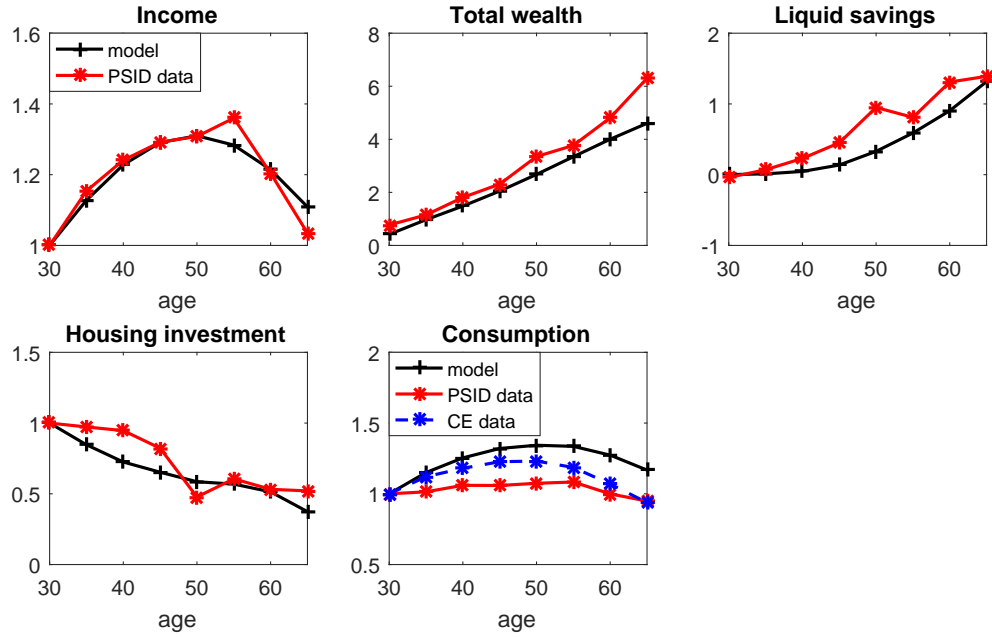 Income
1.6
1.4
1.2
1
model
PSID data
30
40
50
60
age
Total wealth
8
6
4
2
0
30
40
50
60
age
Liquid savings
2
1
0
-1
30
40
50
60
age
Housing investment
1.5
1
0.5
0
30
40
50
60
age
Consumption
2
1.5
1
0.5
model
PSID data
CE data
30
40
50
60
age